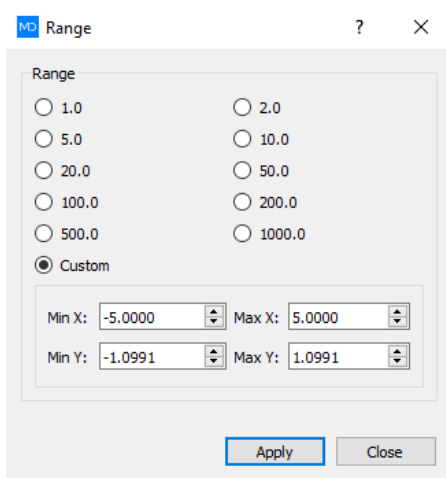 MD Range ?
Range
1.0 2.0
5.0 10.0
20.0 50.0
100.0 200.0
500.0 1000.0
Custom
Min X: -5.0000 Max X: 5.0000
Min Y: -1.0991 Max Y: 1.0991
Apply Close